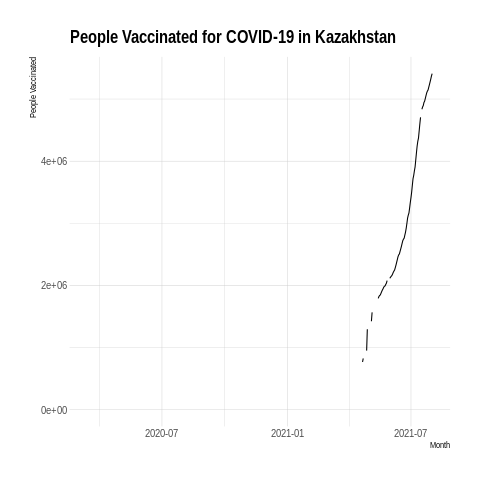 People Vaccinated for COVID-19 in Kazakhstan
People Vaccinated
4e+06
2e+06
0e+00
2020-07
2021-01
2021-07
Month